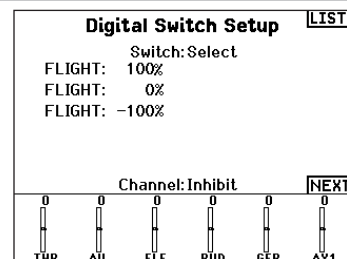 Digital Switch Setup
LIST
Switch:Select
FLIGHT: 100%
FLIGHT: 0%
FLIGHT: -100%
Channel:Inhibit
NEXT
0 0 0 0 0 0
THR AIL ELE RUD GER AX1